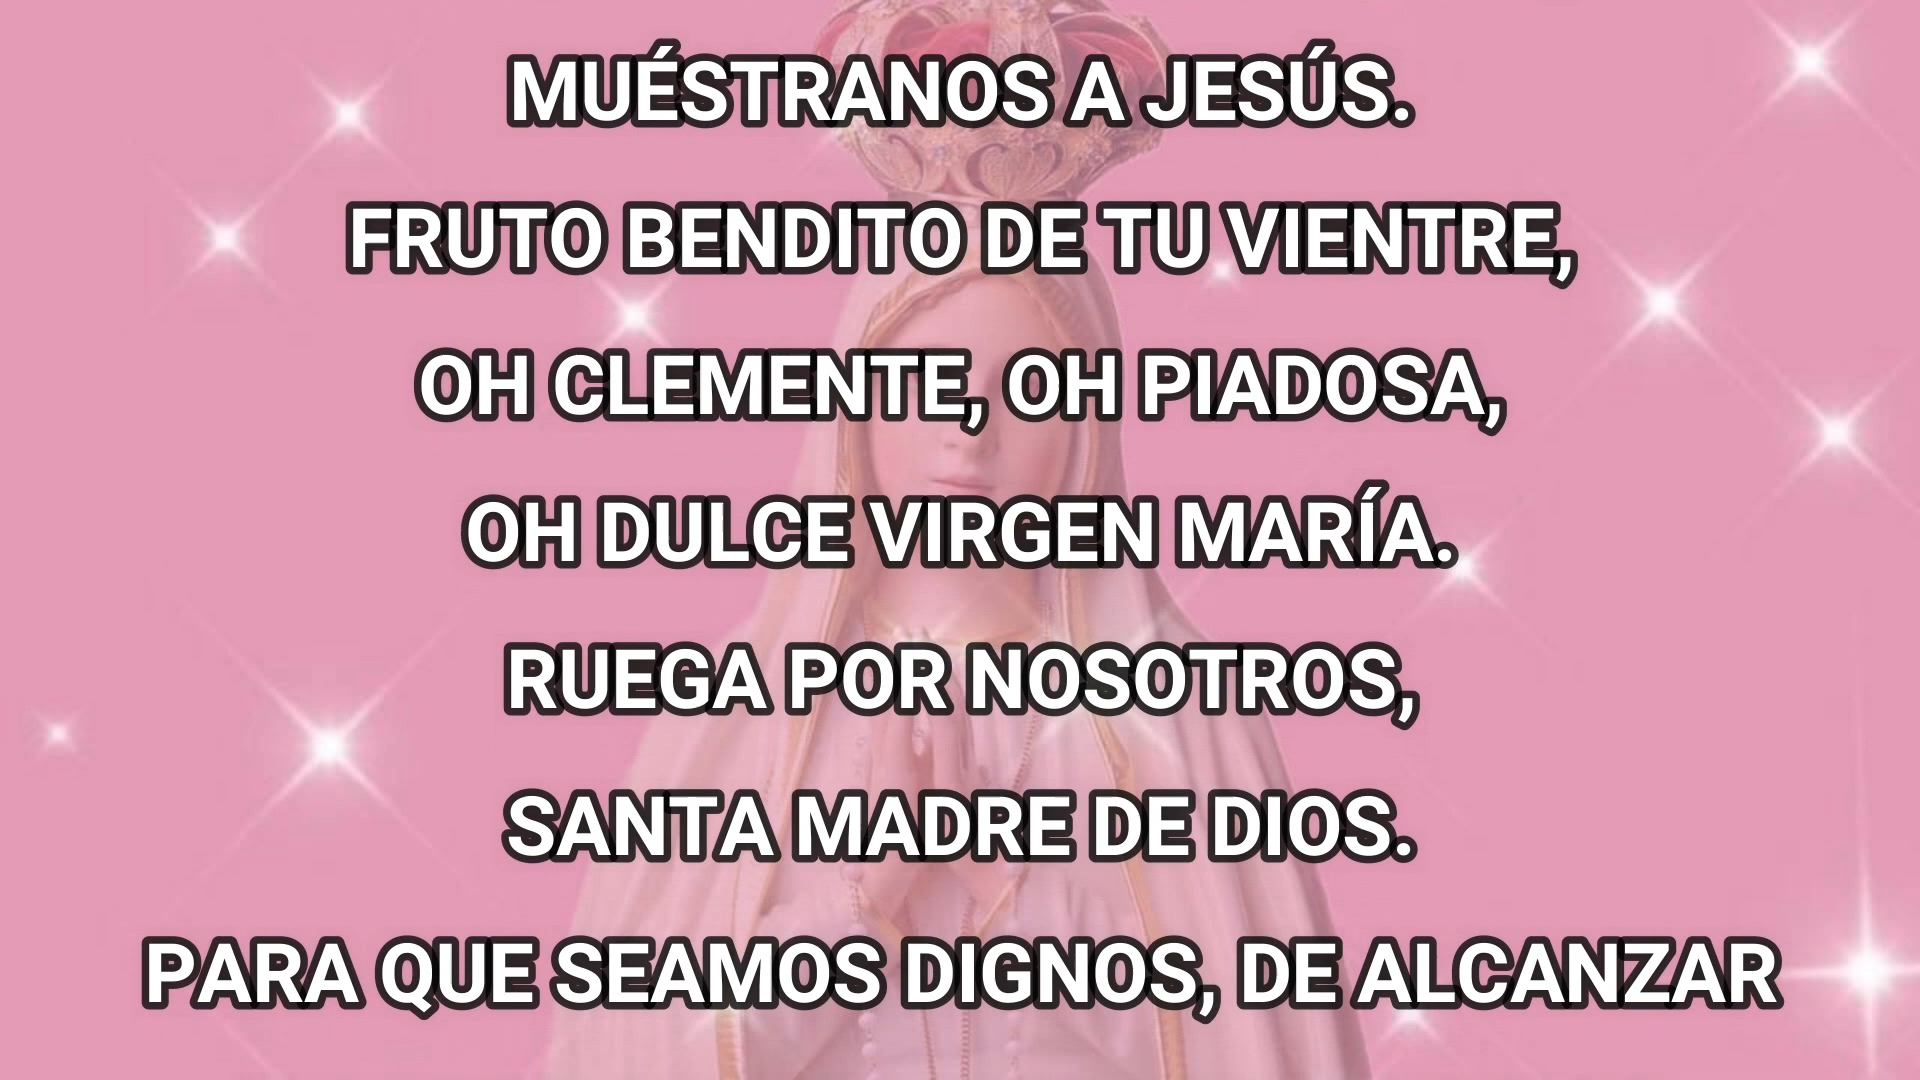 MUÉSTRANOS A JESÚS.
FRUTO BENDITO DE TU VIENTRE,
OH CLEMENTE, OH PIADOSA,
OH DULCE VIRGEN MARÍA.
RUEGA POR NOSOTROS,
SANTA MADRE DE DIOS.
PARA QUE SEAMOS DIGNOS, DE ALCANZAR